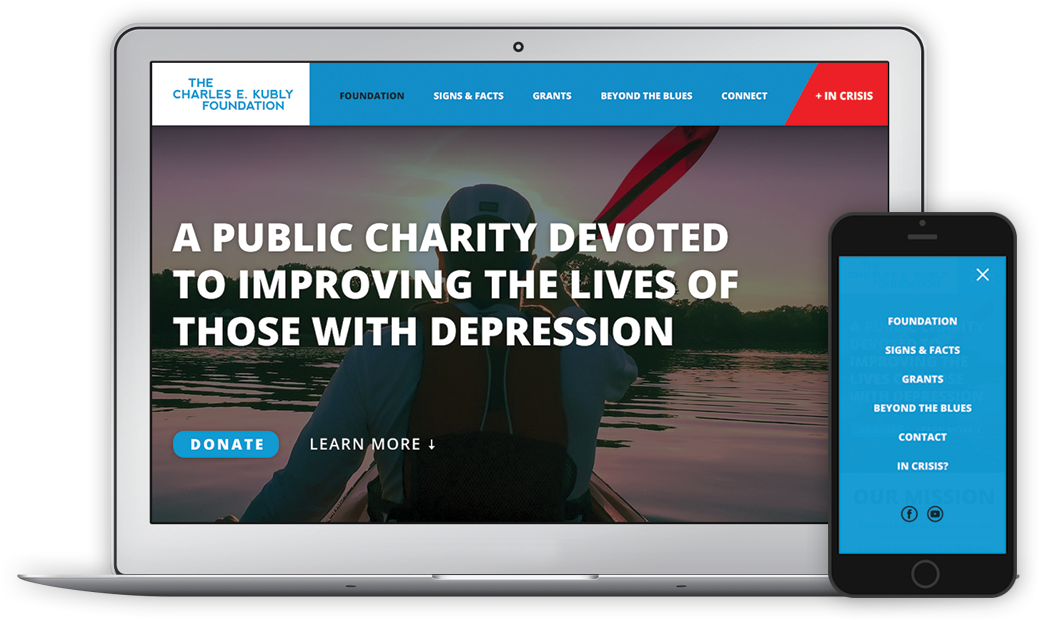 THE
CHARLES E. KUBLY
FOUNDATION
FOUNDATION SIGNS & FACTS GRANTS BEYOND THE BLUES CONNECT + IN CRISIS
A PUBLIC CHARITY DEVOTED
TO IMPROVING THE LIVES OF
THOSE WITH DEPRESSION
DONATE LEARN MORE ↓
FOUNDATION
SIGNS & FACTS
GRANTS
BEYOND THE BLUES
CONTACT
IN CRISIS?
OUR MISSION